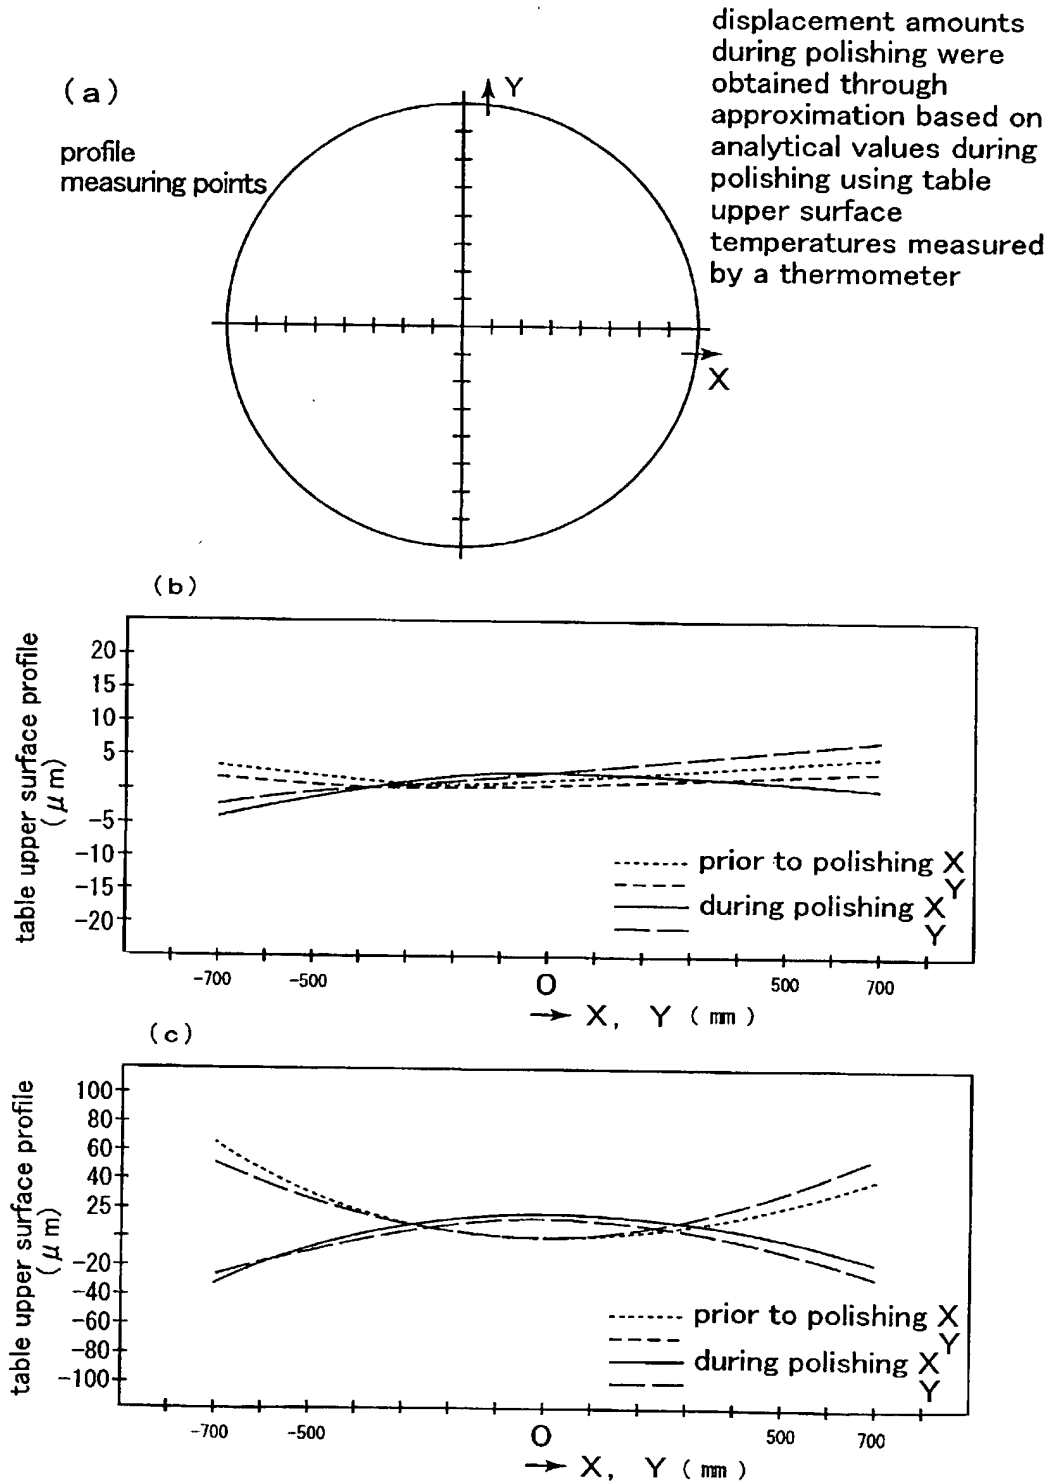 displacement amounts
during polishing were
obtained through
approximation based on
analytical values during
polishing using table
upper surface
temperatures measured
by a thermometer
(a)
Y
profile
measuring points
X
(b)
table upper surface profile
(μm)
20
15
10
5
-5
-10
-15
-20
prior to polishing X
Y
during polishing X
Y
-700 -500 O 500 700
→ X, Y (mm)
(c)
table upper surface profile
(μm)
100
80
60
40
25
-20
-40
-60
-80
-100
prior to polishing X
Y
during polishing X
Y
-700 -500 O 500 700
→ X, Y (mm)